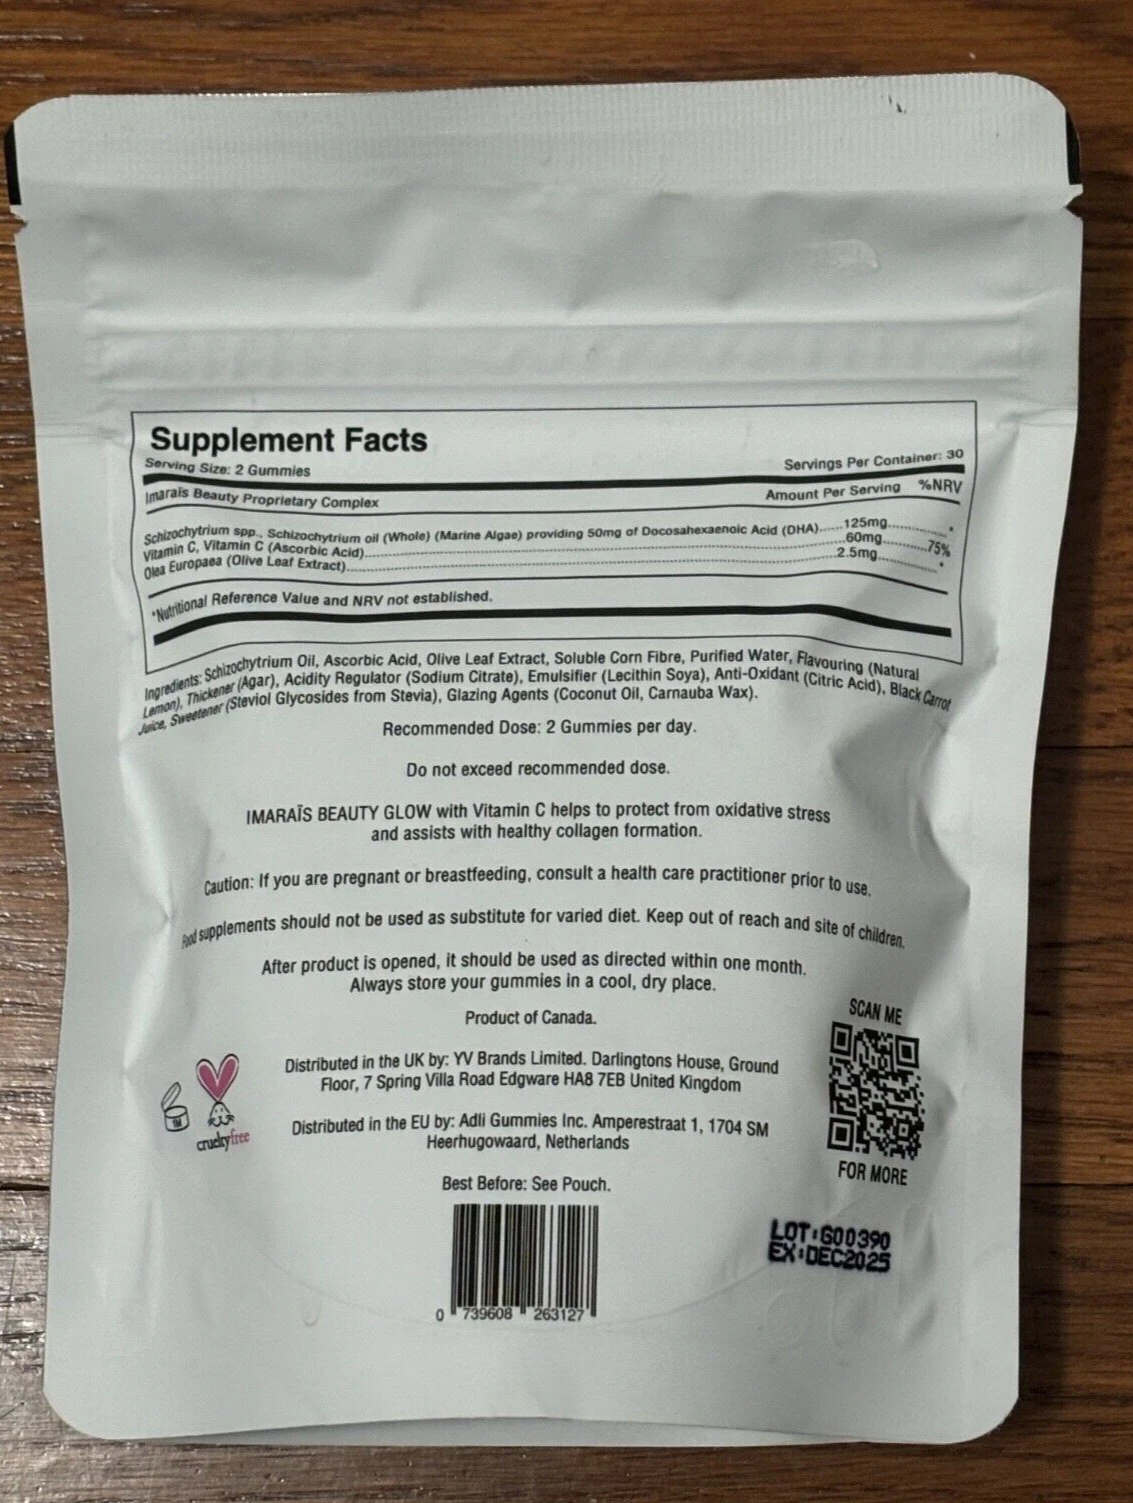 Supplement Facts
Serving Size: 2 Gummies
Servings Per Container: 30
Imaraïs Beauty Proprietary Complex
Amount Per Serving %NRV
Schizochytrium spp., Schizochytrium oil (Whole) (Marine Algae) providing 50mg of Docosahexaenoic Acid (DHA)......125mg..............*
Vitamin C, Vitamin C (Ascorbic Acid)..........60mg...........75%
Olea Europaea (Olive Leaf Extract)..........2.5mg..............*
*Nutritional Reference Value and NRV not established.
Ingredients: Schizochytrium Oil, Ascorbic Acid, Olive Leaf Extract, Soluble Corn Fibre, Purified Water, Flavouring (Natural
Lemon), Thickener (Agar), Acidity Regulator (Sodium Citrate), Emulsifier (Lecithin Soya), Anti-Oxidant (Citric Acid), Black Carrot
Juice, Sweetener (Steviol Glycosides from Stevia), Glazing Agents (Coconut Oil, Carnauba Wax).
Recommended Dose: 2 Gummies per day.
Do not exceed recommended dose.
IMARAÏS BEAUTY GLOW with Vitamin C helps to protect from oxidative stress
and assists with healthy collagen formation.
Caution: If you are pregnant or breastfeeding, consult a health care practitioner prior to use.
Food supplements should not be used as substitute for varied diet. Keep out of reach and site of children.
After product is opened, it should be used as directed within one month.
Always store your gummies in a cool, dry place.
Product of Canada.
SCAN ME
Distributed in the UK by: YV Brands Limited. Darlingtons House, Ground
Floor, 7 Spring Villa Road Edgware HA8 7EB United Kingdom
1M
crueltyfree
Distributed in the EU by: Adli Gummies Inc. Amperestraat 1, 1704 SM
Heerhugowaard, Netherlands
FOR MORE
Best Before: See Pouch.
LOT:G00390
EX:DEC2025
0 739608 263127